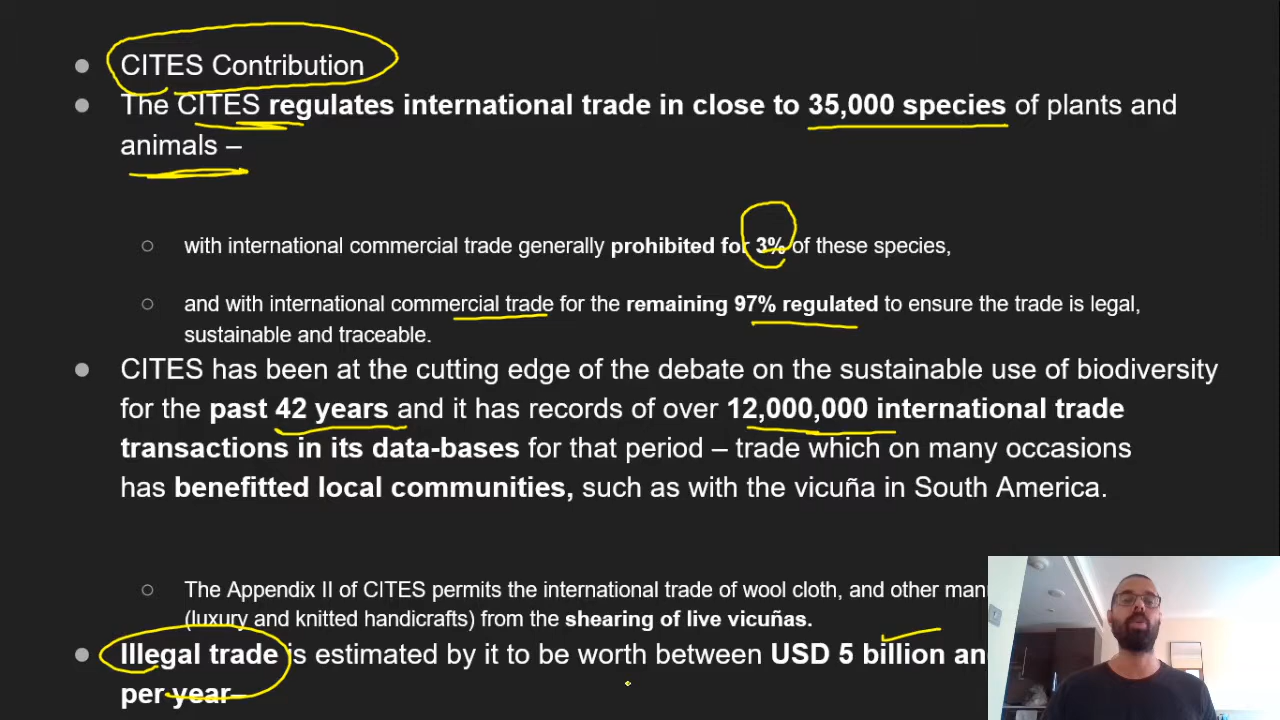 CITES Contribution
The CITES regulates international trade in close to 35,000 species of plants and
animals –
with international commercial trade generally prohibited for 3% of these species,
and with international commercial trade for the remaining 97% regulated to ensure the trade is legal,
sustainable and traceable.
CITES has been at the cutting edge of the debate on the sustainable use of biodiversity
for the past 42 years and it has records of over 12,000,000 international trade
transactions in its data-bases for that period – trade which on many occasions
has benefitted local communities, such as with the vicuña in South America.
The Appendix II of CITES permits the international trade of wool cloth, and other
(luxury and knitted handicrafts) from the shearing of live vicuñas.
Illegal trade is estimated by it to be worth between USD 5 billion
per year–